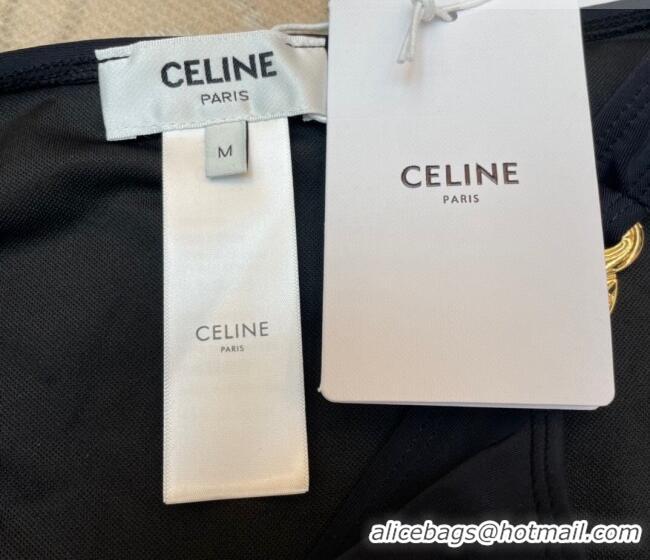 CELINE
PARIS
M
CELINE
PARIS
CELINE
PARIS
alicebags@hotmail.com